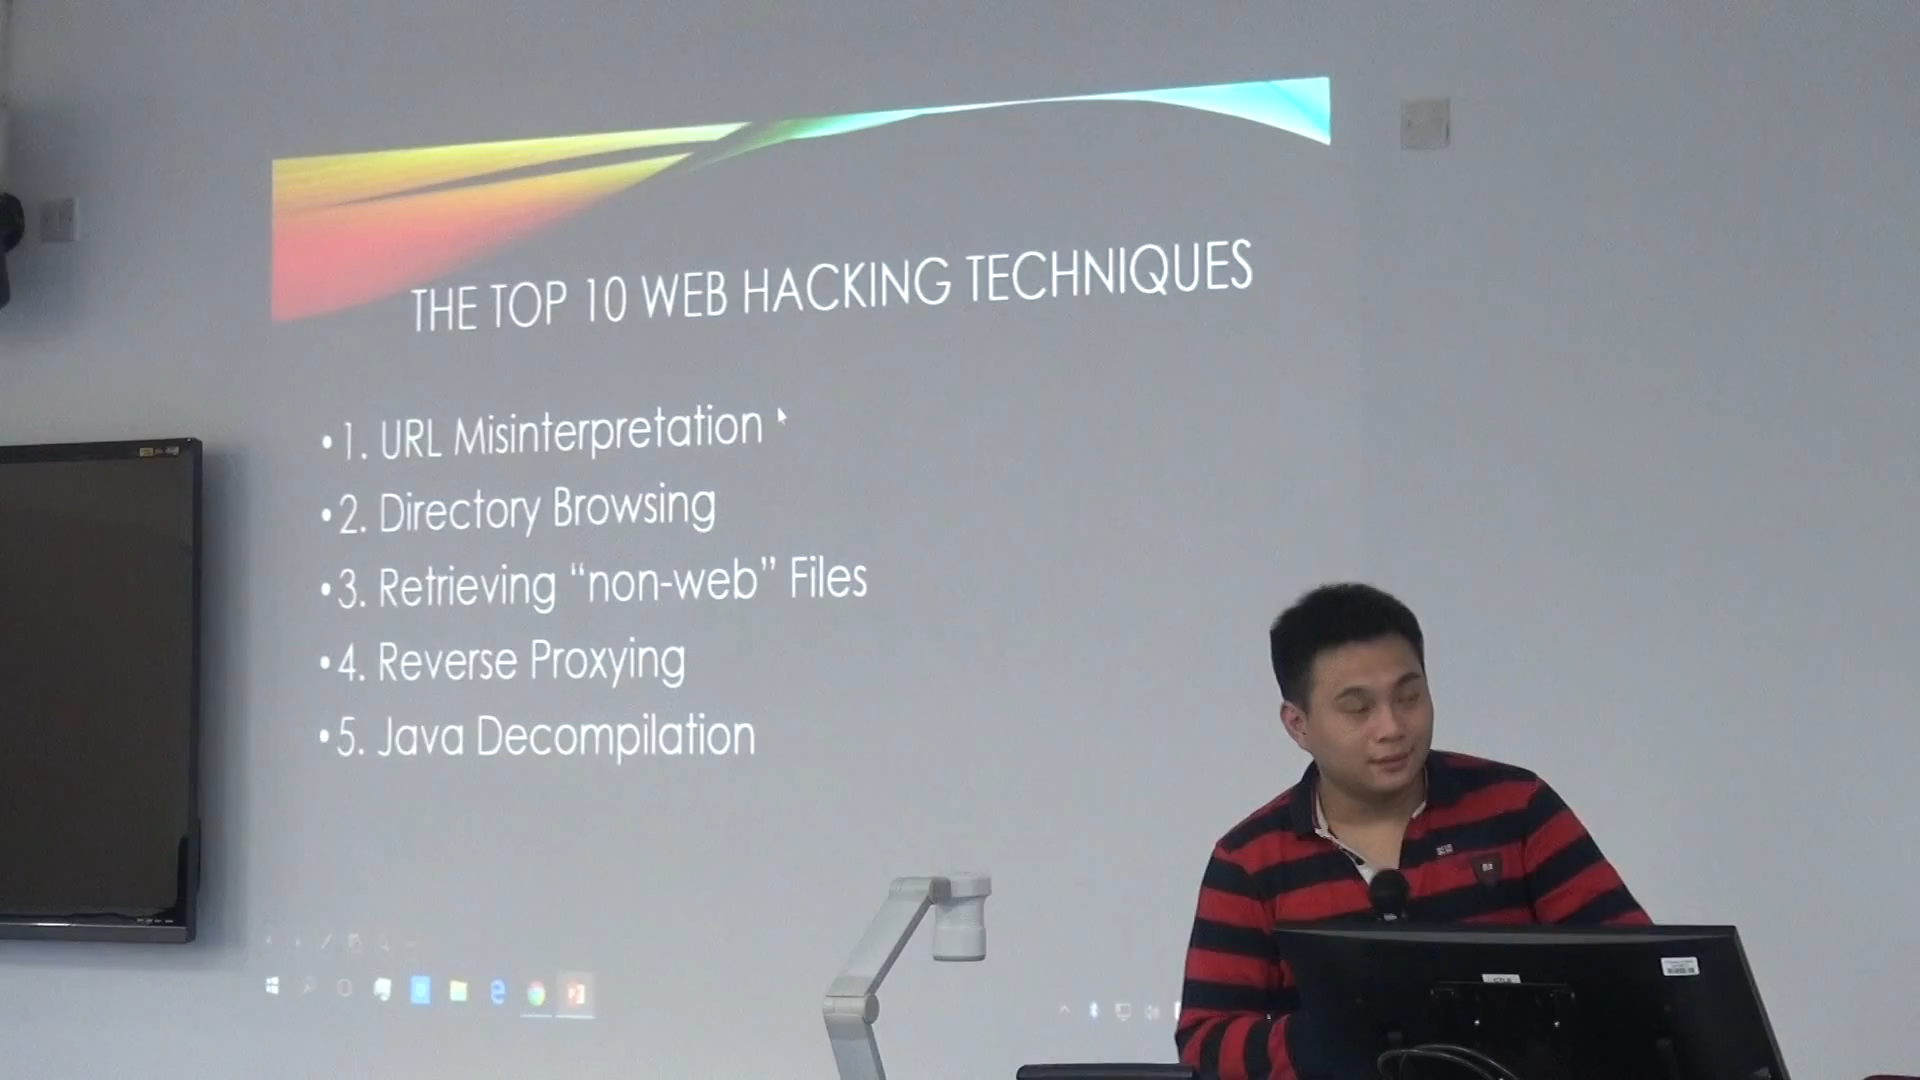 THE TOP 10 WEB HACKING TECHNIQUES
• 1. URL Misinterpretation
• 2. Directory Browsing
• 3. Retrieving “non-web” Files
• 4. Reverse Proxying
• 5. Java Decompilation